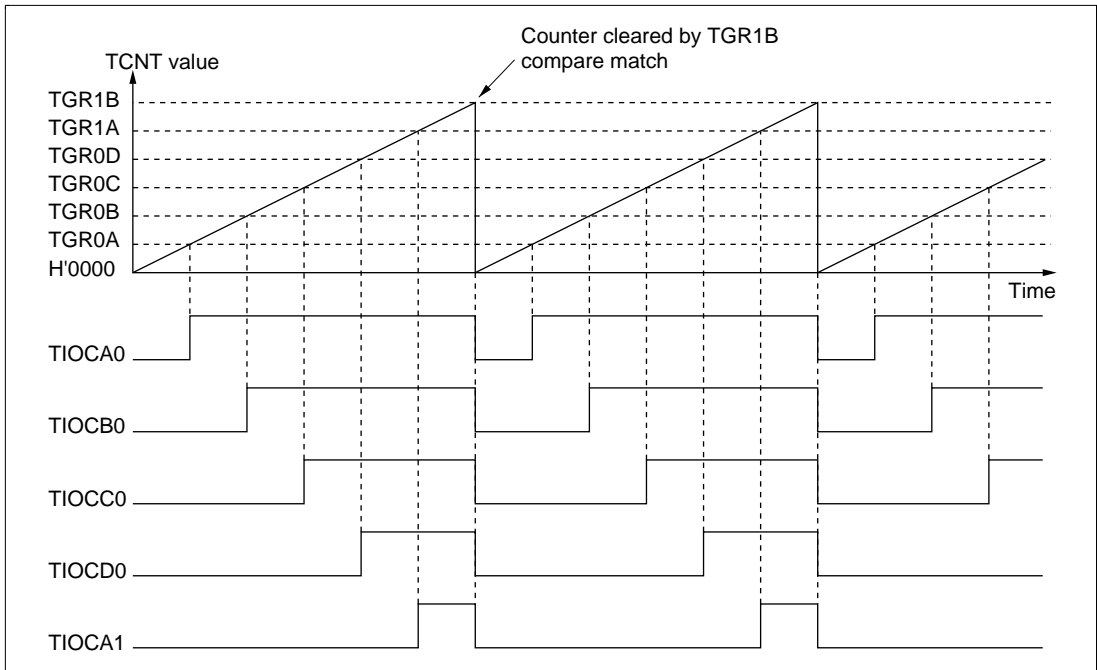 Counter cleared by TGR1B
compare match
TCNT value
TGR1B
TGR1A
TGR0D
TGR0C
TGR0B
TGR0A
H'0000
Time
TIOCA0
TIOCB0
TIOCC0
TIOCD0
TIOCA1